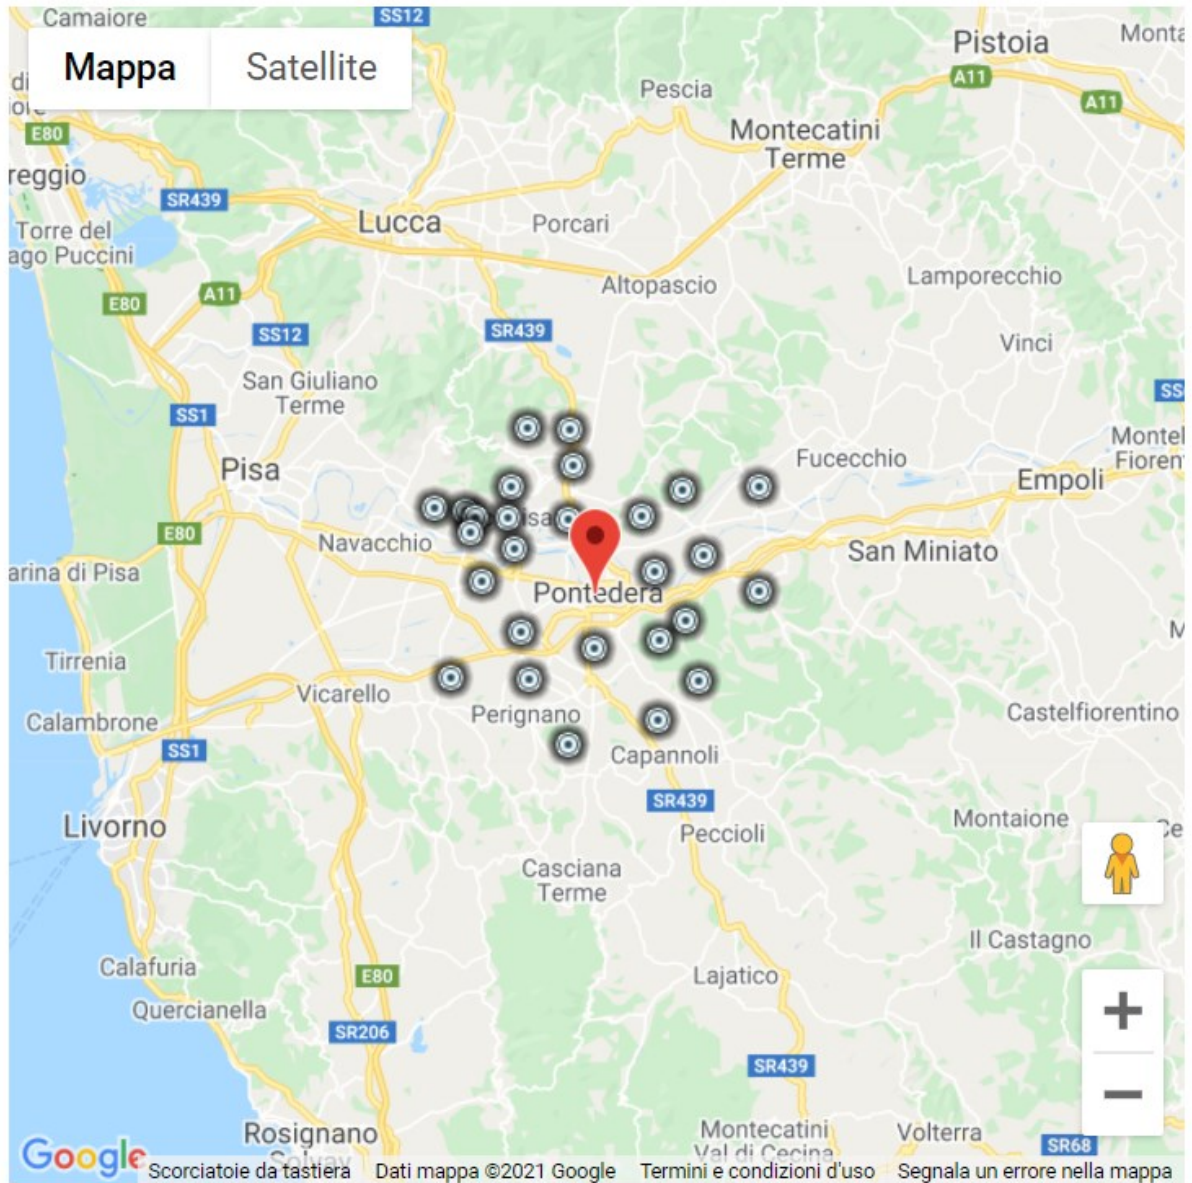 Camaiore
SS12
Pistoia
Monta
Mappa
Satellite
A11
Pescia
A11
E80
Montecatini
Terme
reggio
SR439
Lucca
Porcari
Torre del
ago Puccini
Altopascio
Lamporecchio
E80
A11
SS12
SR439
Vinci
San Giuliano
Terme
SS1
Montel
Fioren
Pisa
Fucecchio
Empoli
E80
Navacchio
San Miniato
arina di Pisa
Pontedera
Tirrenia
Vicarello
Perignano
Castelfiorentino
Calambrone
SS1
Capannoli
SR439
Livorno
Peccioli
Montaione
Casciana
Terme
Il Castagno
Calafuria
E80
Lajatico
Quercianella
SR206
SR439
Rosignano
Solvay
Montecatini
Val di Cecina
Volterra
SR68
Google
Scorciatoie da tastiera
Dati mappa ©2021 Google
Termini e condizioni d'uso
Segnala un errore nella mappa